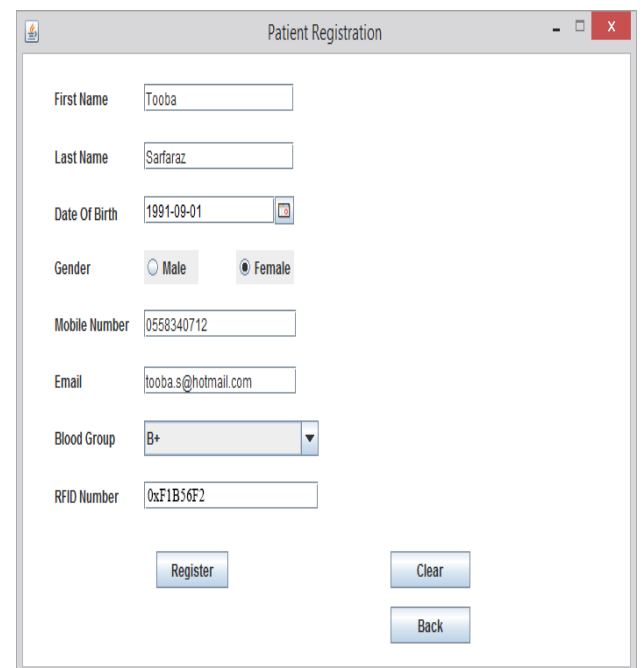 Patient Registration
First Name Tooba
Last Name Sarfaraz
Date Of Birth 1991-09-01
Gender Male Female
Mobile Number 0558340712
Email tooba.s@hotmail.com
Blood Group B+
RFID Number 0xF1B56F2
Register Clear
Back